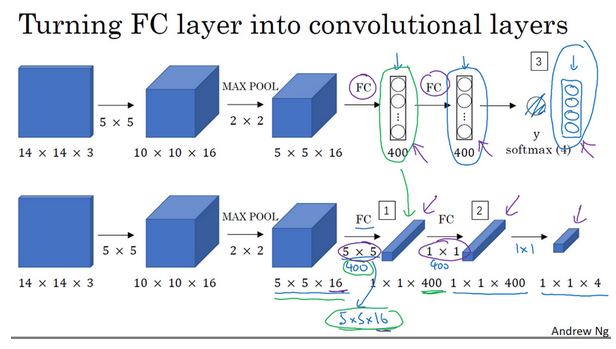 Turning FC layer into convolutional layers
MAX POOL
FC
FC
3
5 × 5
2 × 2
y
14 × 14 × 3
10 × 10 × 16
5 × 5 × 16
400
400
softmax (4)
MAX POOL
FC
1
FC
2
5 × 5
2 × 2
5 × 5
1 × 1
1×1
400
400
14 × 14 × 3
10 × 10 × 16
5 × 5 × 16
1 × 1 × 400
1 × 1 × 400
1 × 1 × 4
5×5×16
Andrew Ng